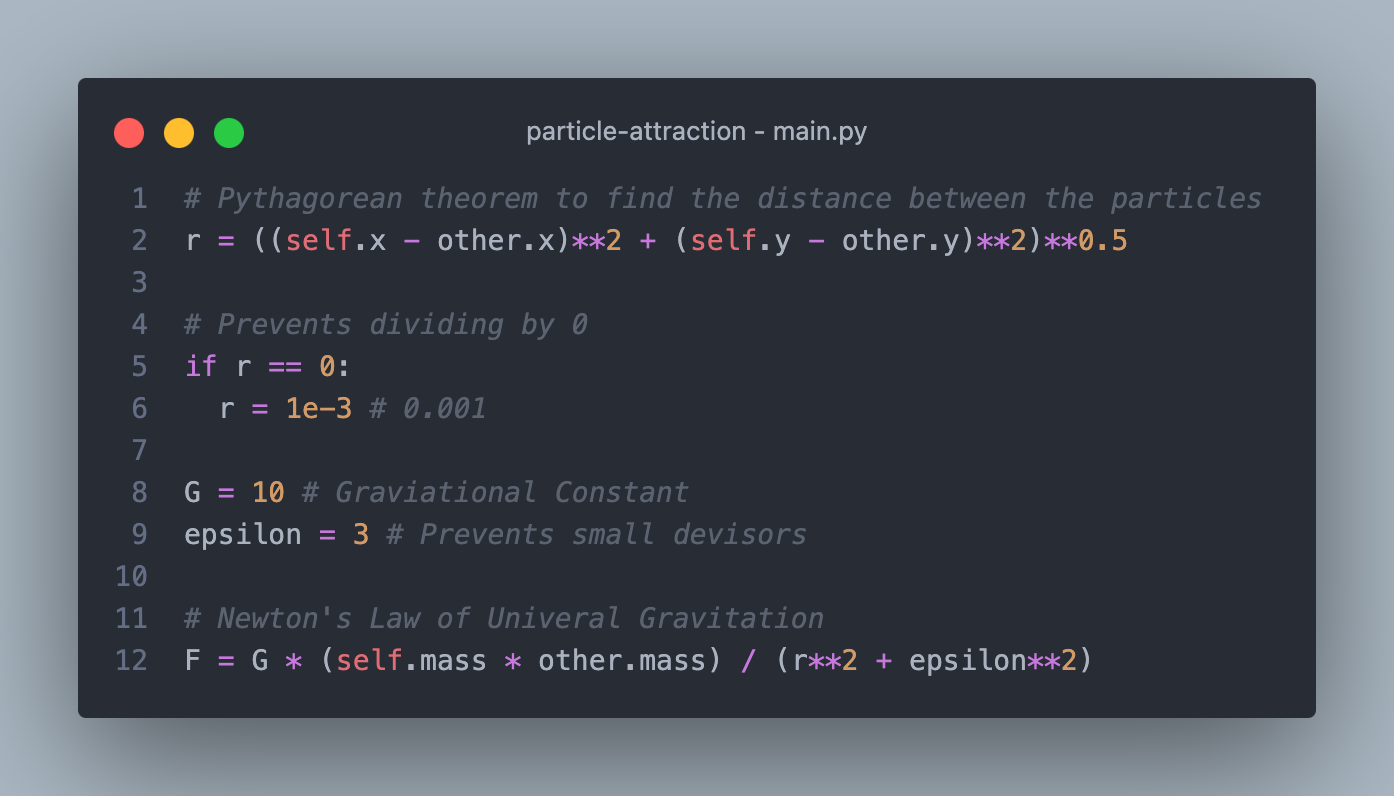 particle-attraction - main.py
1 # Pythagorean theorem to find the distance between the particles
2 r = ((self.x - other.x)**2 + (self.y - other.y)**2)**0.5
3
4 # Prevents dividing by 0
5 if r == 0:
6   r = 1e-3 # 0.001
7
8 G = 10 # Graviational Constant
9 epsilon = 3 # Prevents small devisors
10
11 # Newton's Law of Univeral Gravitation
12 F = G * (self.mass * other.mass) / (r**2 + epsilon**2)